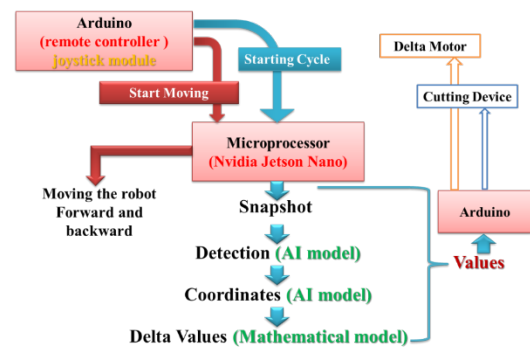 Arduino
(remote controller )
joystick module
Starting Cycle
Start Moving
Microprocessor
(Nvidia Jetson Nano)
Moving the robot
Forward and
backward
Snapshot
Detection (AI model)
Coordinates (AI model)
Delta Values (Mathematical model)
Delta Motor
Cutting Device
Arduino
Values